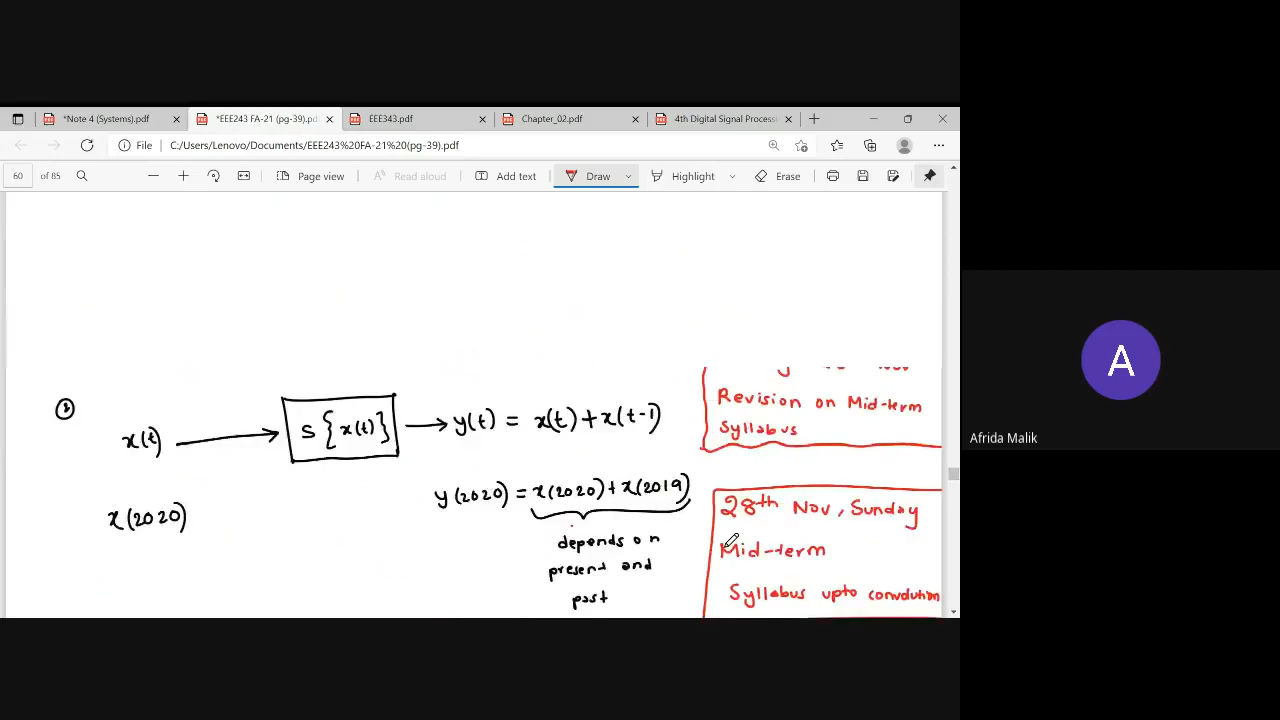 *Note 4 (Systems).pdf
*EEE243 FA-21 (pg-39).pd
EEE343.pdf
Chapter_02.pdf
4th Digital Signal Process
File C:/Users/Lenovo/Documents/EEE243%20FA-21%20(pg-39).pdf
60 of 85 Page view Read aloud Add text Draw Highlight Erase
Revision on Mid-term
Syllabus
②
x(t) S{x(t)} y(t) = x(t) + x(t-1)
x(2020)
y(2020) = x(2020) + x(2019)
depends on
present and
past
28th Nov, Sunday
Mid-term
Syllabus upto convolution
A
Afrida Malik